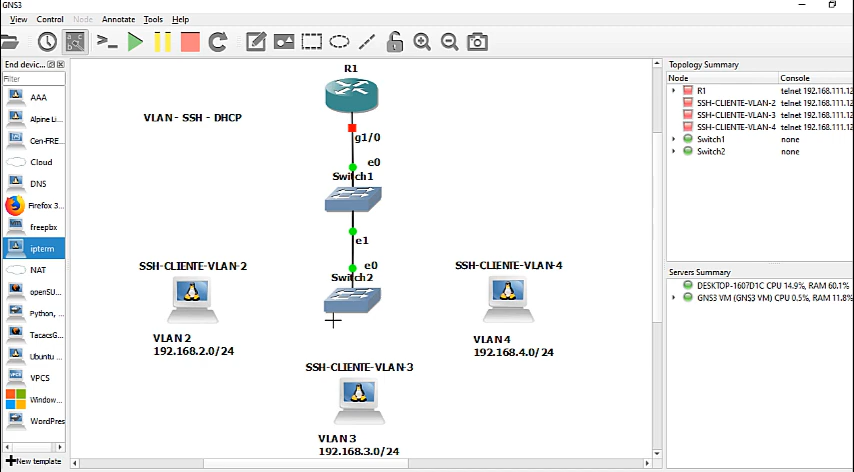 GNS3
View Control Node Annotate Tools Help
End devic...
Filter
AAA
Alpine Li...
Cen-FRE...
Cloud
DNS
Firefox 3...
freepbx
ipterm
NAT
openSU...
Python, ...
TacacsG...
Ubuntu ...
VPCS
Window...
WordPres
New template
R1
VLAN - SSH - DHCP
g1/0
e0
Switch1
e1
e0
Switch2
SSH-CLIENTE-VLAN-2
VLAN 2
192.168.2.0/24
SSH-CLIENTE-VLAN-4
VLAN 4
192.168.4.0/24
SSH-CLIENTE-VLAN-3
VLAN 3
192.168.3.0/24
Topology Summary
Node Console
R1 telnet 192.168.111.12
SSH-CLIENTE-VLAN-2 telnet 192.168.111.12
SSH-CLIENTE-VLAN-3 telnet 192.168.111.12
SSH-CLIENTE-VLAN-4 telnet 192.168.111.12
Switch1 none
Switch2 none
Servers Summary
DESKTOP-1607D1C CPU 14.9%, RAM 60.1%
GNS3 VM (GNS3 VM) CPU 0.5%, RAM 11.8%